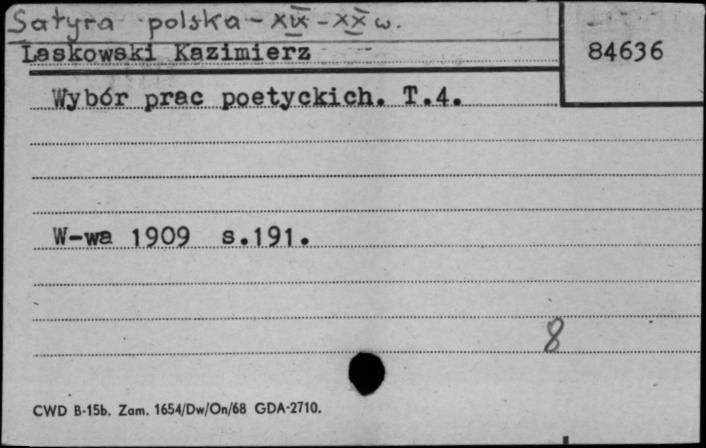 Satyra polska - XIX - XX w.
Laskowski Kazimierz
84636
Wybór prac poetyckich. T.4.
W-wa 1909 s.191.
8
CWD B-15b. Zam. 1654/Dw/On/68 GDA-2710.